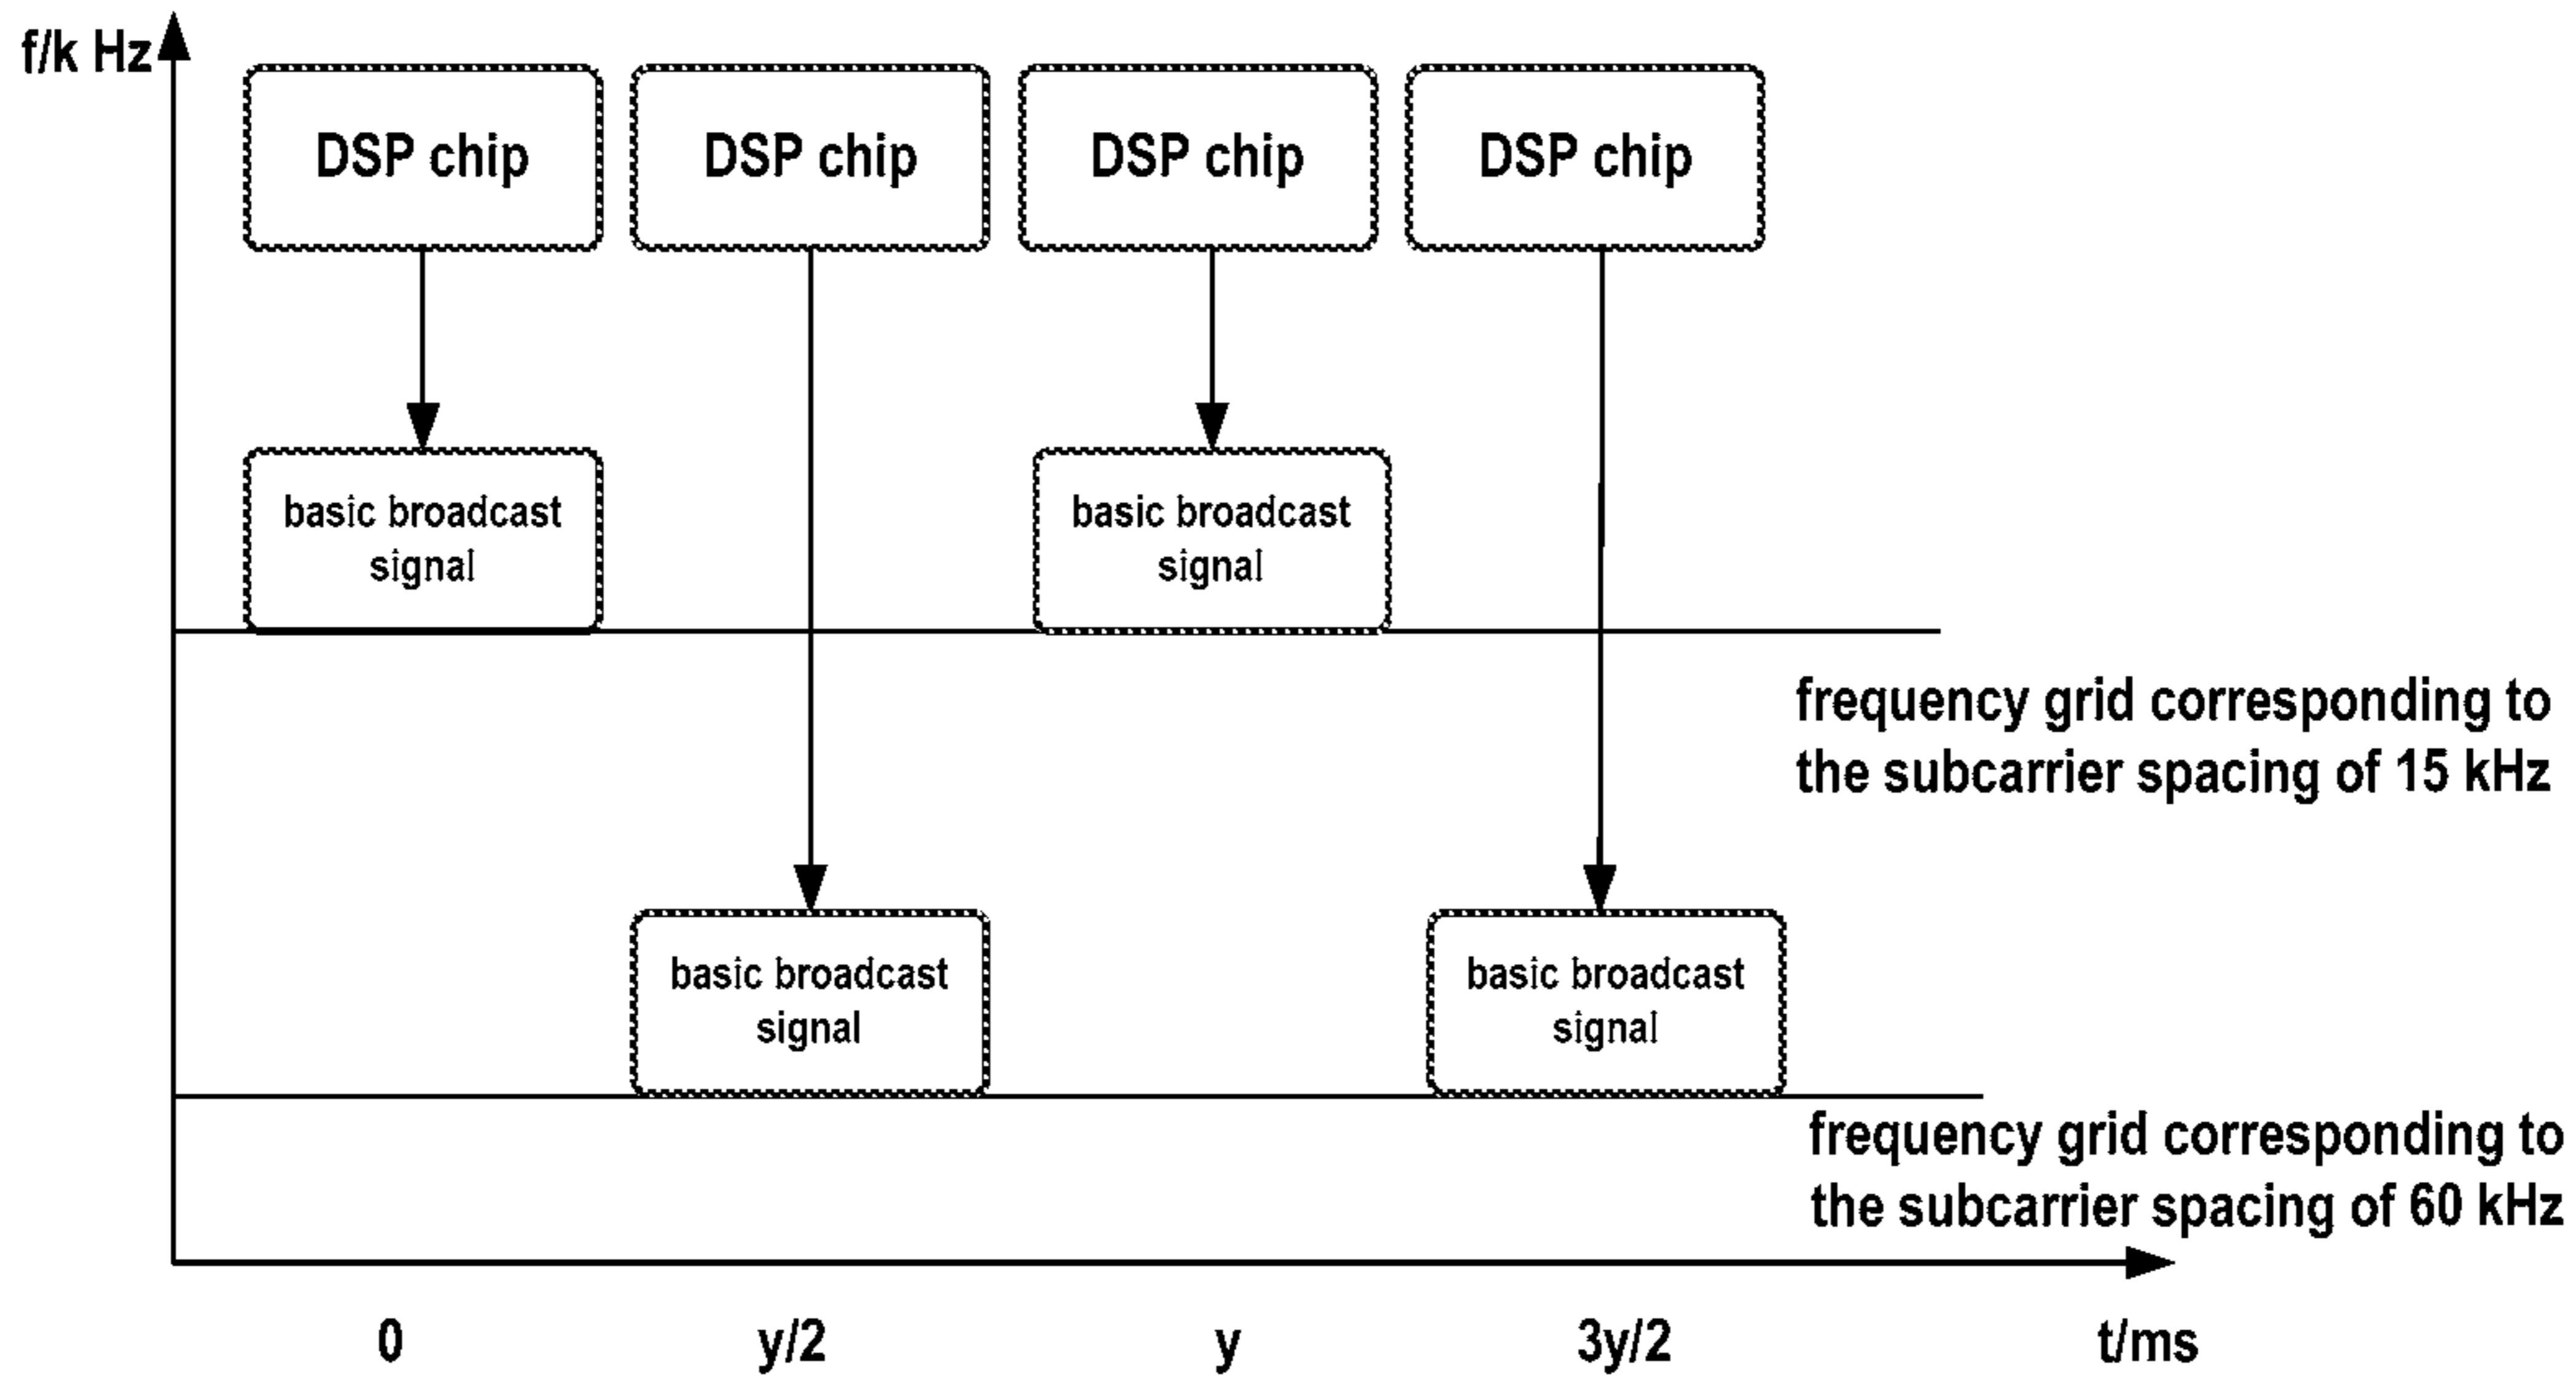 f/k Hz
DSP chip
DSP chip
DSP chip
DSP chip
basic broadcast
signal
basic broadcast
signal
frequency grid corresponding to
the subcarrier spacing of 15 kHz
basic broadcast
signal
basic broadcast
signal
frequency grid corresponding to
the subcarrier spacing of 60 kHz
0
y/2
y
3y/2
t/ms